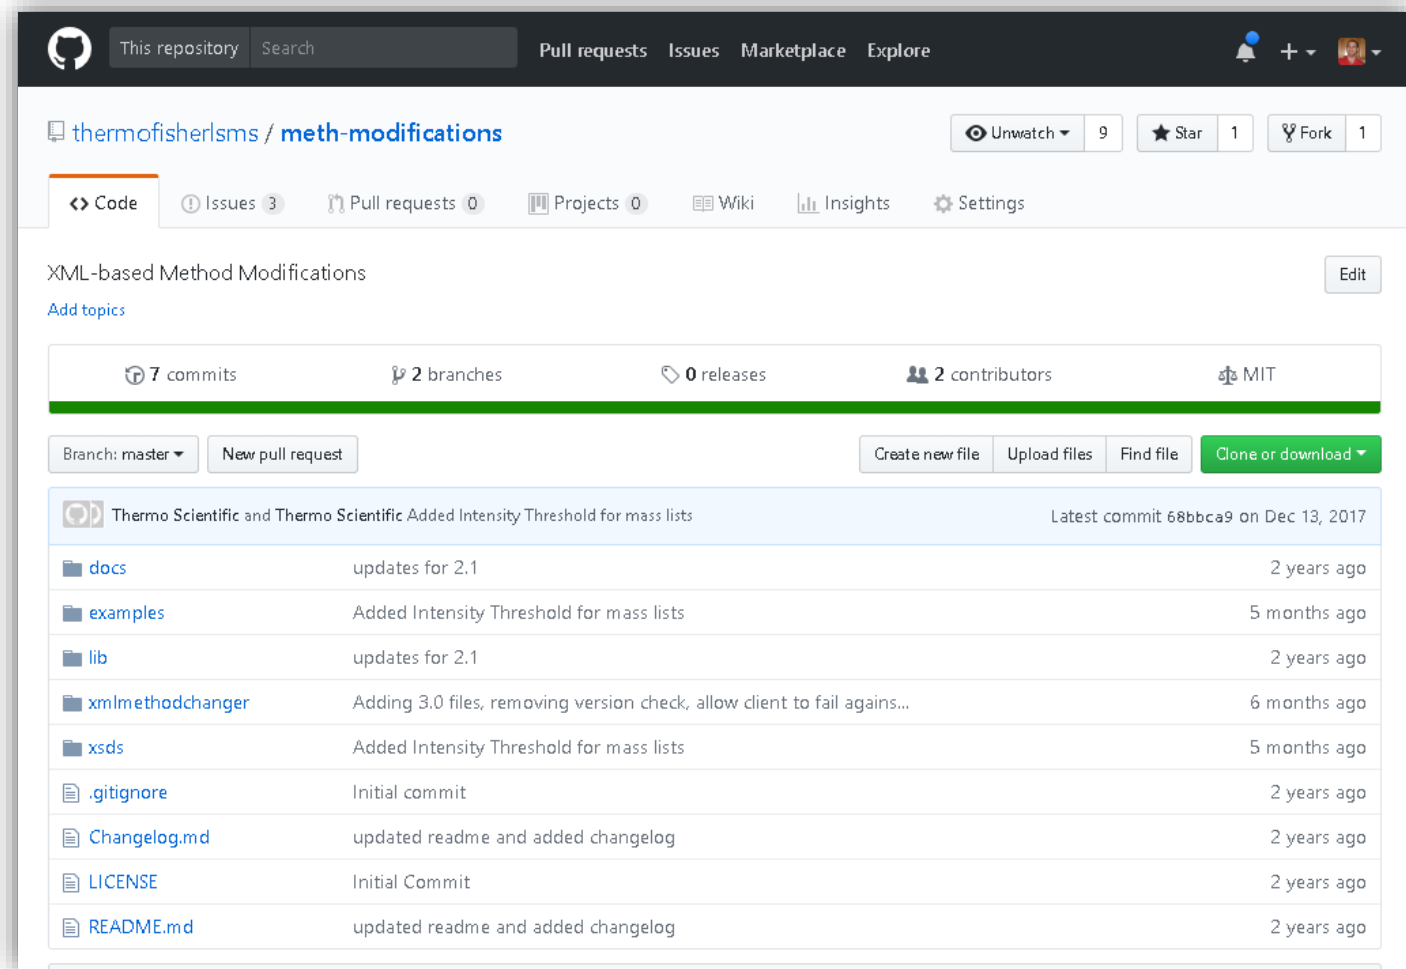 This repository Search Pull requests Issues Marketplace Explore
thermofisherlsms / meth-modifications Unwatch 9 Star 1 Fork 1
Code Issues 3 Pull requests 0 Projects 0 Wiki Insights Settings
XML-based Method Modifications Edit
Add topics
7 commits 2 branches 0 releases 2 contributors MIT
Branch: master New pull request Create new file Upload files Find file Clone or download
Thermo Scientific and Thermo Scientific Added Intensity Threshold for mass lists Latest commit 68bbca9 on Dec 13, 2017
docs updates for 2.1 2 years ago
examples Added Intensity Threshold for mass lists 5 months ago
lib updates for 2.1 2 years ago
xmlmethodchanger Adding 3.0 files, removing version check, allow client to fail agains... 6 months ago
xsds Added Intensity Threshold for mass lists 5 months ago
.gitignore Initial commit 2 years ago
Changelog.md updated readme and added changelog 2 years ago
LICENSE Initial Commit 2 years ago
README.md updated readme and added changelog 2 years ago